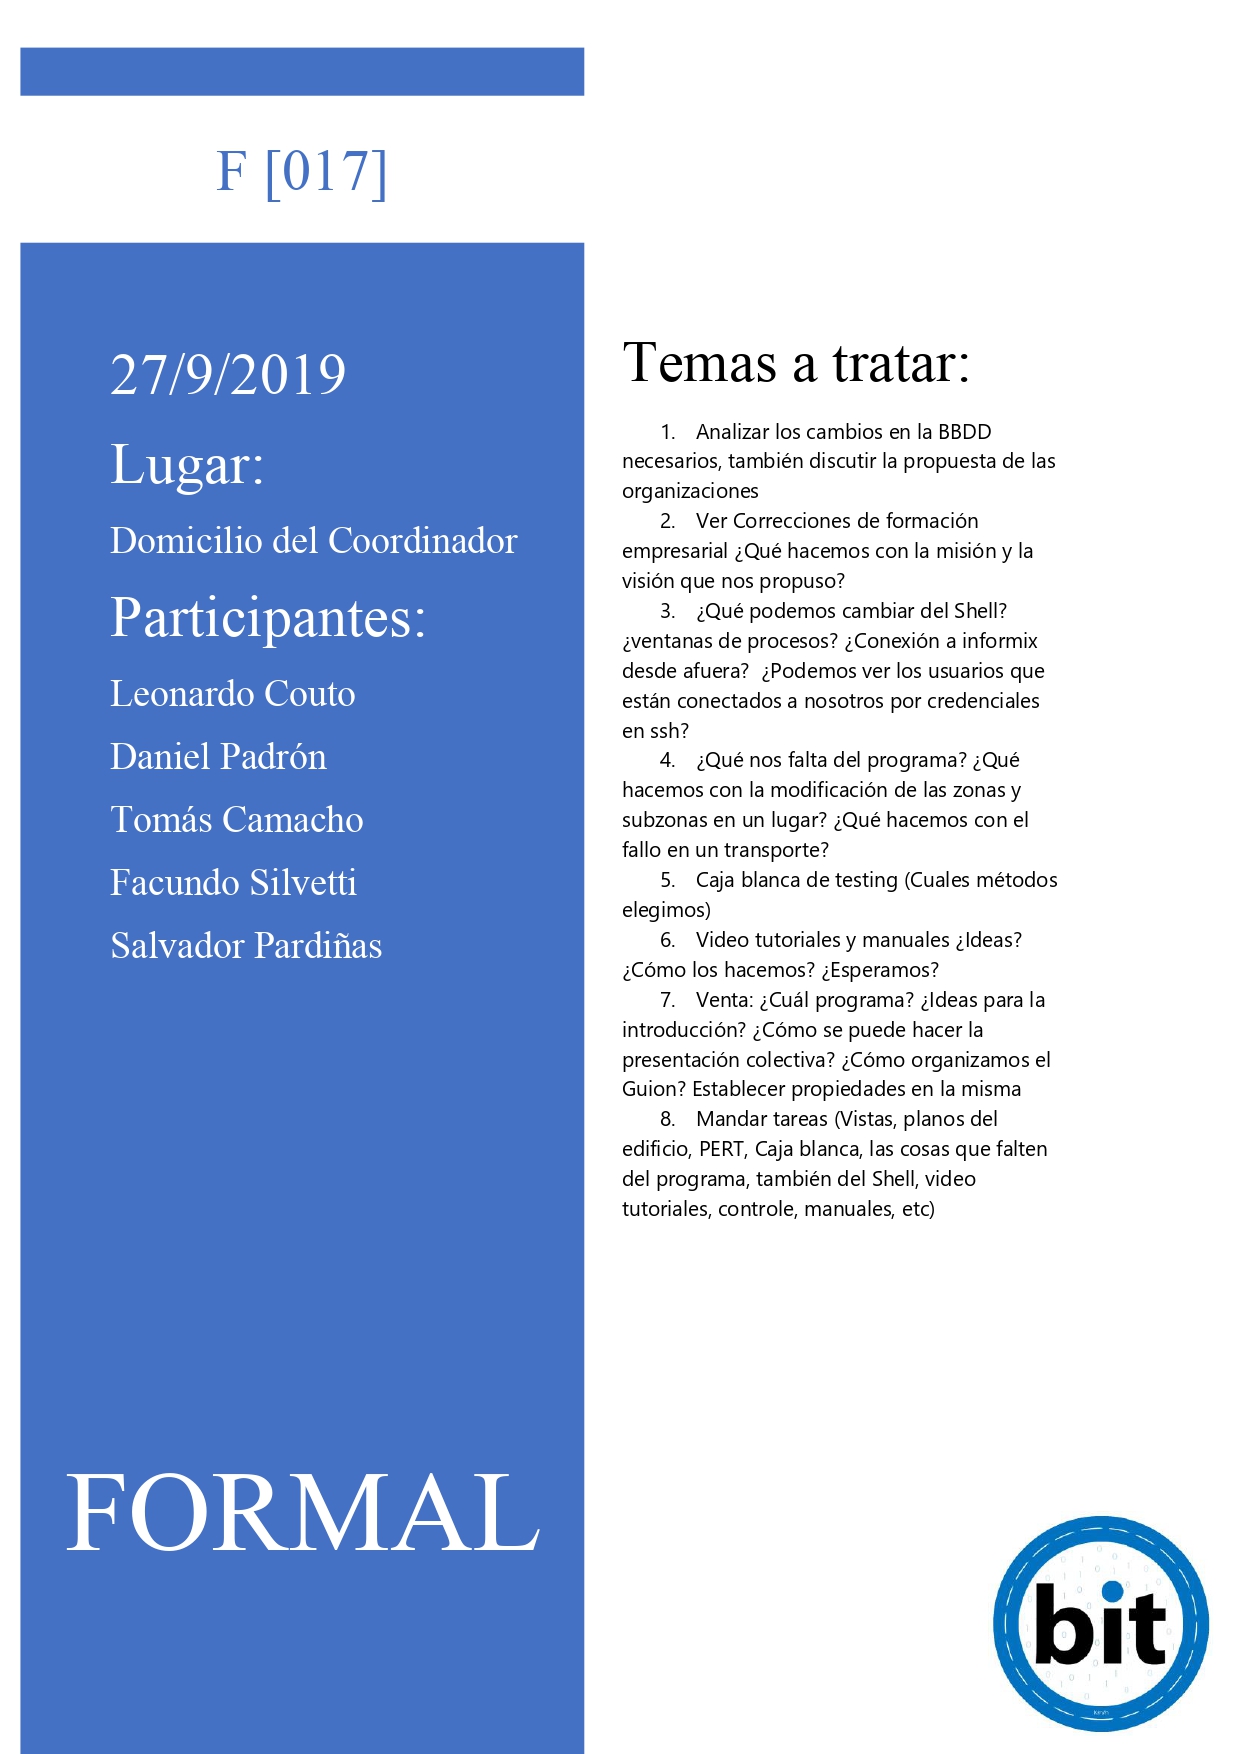 F [017]
27/9/2019
Lugar:
Domicilio del Coordinador
Participantes:
Leonardo Couto
Daniel Padrón
Tomás Camacho
Facundo Silvetti
Salvador Pardiñas
FORMAL
Temas a tratar:
1. Analizar los cambios en la BBDD
necesarios, también discutir la propuesta de las
organizaciones
2. Ver Correcciones de formación
empresarial ¿Qué hacemos con la misión y la
visión que nos propuso?
3. ¿Qué podemos cambiar del Shell?
¿ventanas de procesos? ¿Conexión a informix
desde afuera? ¿Podemos ver los usuarios que
están conectados a nosotros por credenciales
en ssh?
4. ¿Qué nos falta del programa? ¿Qué
hacemos con la modificación de las zonas y
subzonas en un lugar? ¿Qué hacemos con el
fallo en un transporte?
5. Caja blanca de testing (Cuales métodos
elegimos)
6. Video tutoriales y manuales ¿Ideas?
¿Cómo los hacemos? ¿Esperamos?
7. Venta: ¿Cuál programa? ¿Ideas para la
introducción? ¿Cómo se puede hacer la
presentación colectiva? ¿Cómo organizamos el
Guion? Establecer propiedades en la misma
8. Mandar tareas (Vistas, planos del
edificio, PERT, Caja blanca, las cosas que falten
del programa, también del Shell, video
tutoriales, controle, manuales, etc)
bit